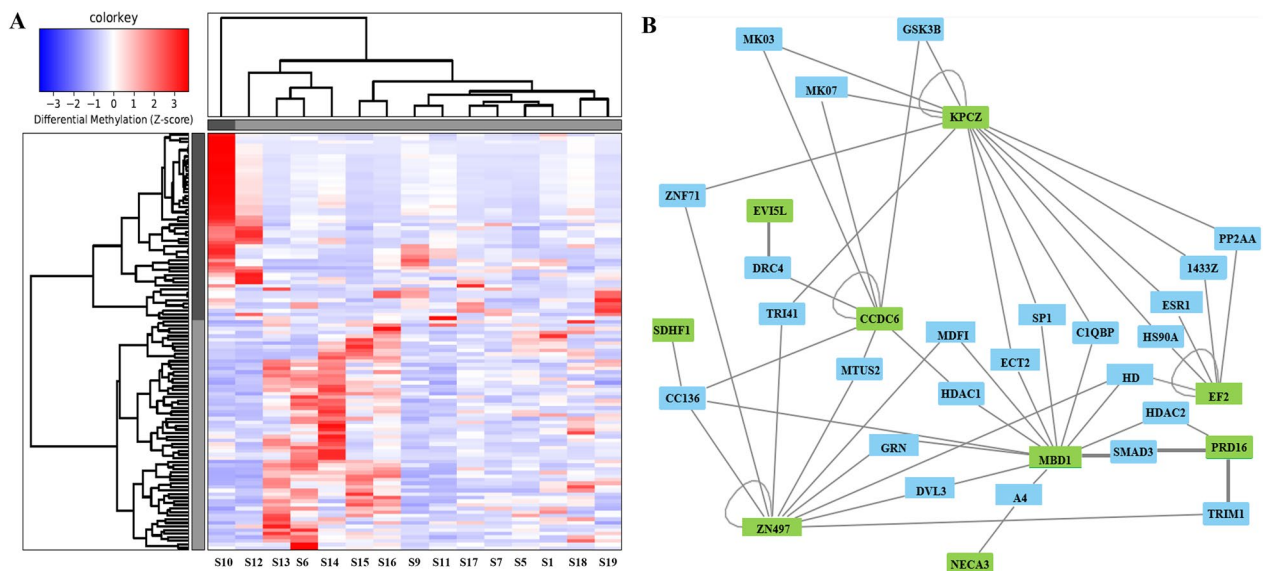 A
colorkey
−3 −2 −1 0 1 2 3
Differential Methylation (Z-score)
S10 S12 S13 S6 S14 S15 S16 S9 S11 S17 S7 S5 S1 S18 S19
B
GSK3B
MK03
MK07
KPCZ
ZNF71
EVI5L
PP2AA
DRC4
1433Z
ESR1
TRI41
CCDC6
SP1
SDHF1
MDFI
C1QBP
HS90A
ECT2
MTUS2
HD
CC136
HDAC1
EF2
HDAC2
GRN
PRD16
MBD1
SMAD3
DVL3
A4
TRIM1
ZN497
NECA3